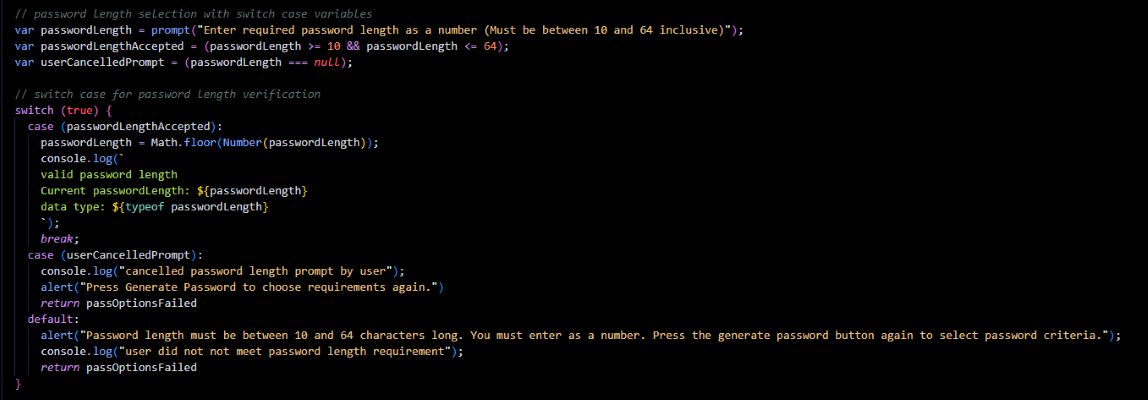 // password length selection with switch case variables
var passwordLength = prompt("Enter required password length as a number (Must be between 10 and 64 inclusive)");
var passwordLengthAccepted = (passwordLength >= 10 && passwordLength <= 64);
var userCancelledPrompt = (passwordLength === null);

// switch case for password length verification
switch (true) {
  case (passwordLengthAccepted):
    passwordLength = Math.floor(Number(passwordLength));
    console.log(`
    valid password length
    Current passwordLength: ${passwordLength}
    data type: ${typeof passwordLength}
    `);
    break;
  case (userCancelledPrompt):
    console.log("cancelled password length prompt by user");
    alert("Press Generate Password to choose requirements again.")
    return passOptionsFailed
  default:
    alert("Password length must be between 10 and 64 characters long. You must enter as a number. Press the generate password button again to select password criteria.");
    console.log("user did not not meet password length requirement");
    return passOptionsFailed
}